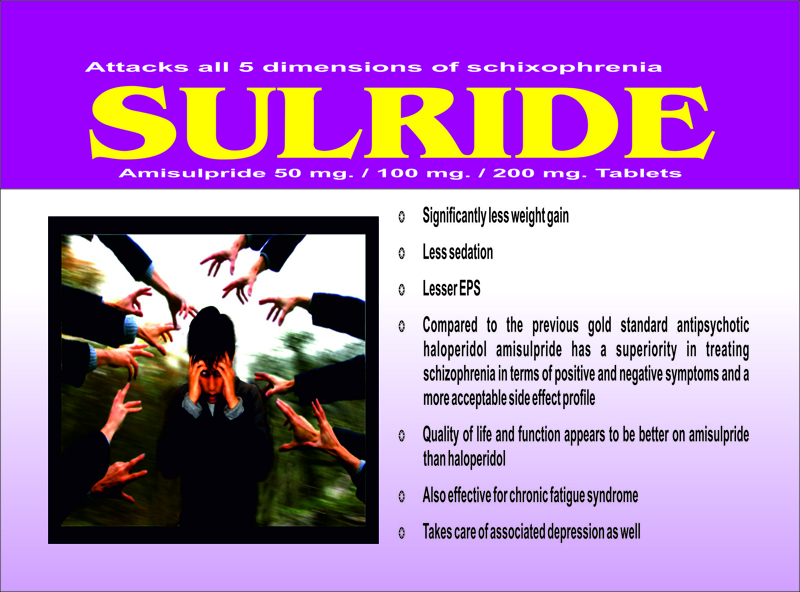 Attacks all 5 dimensions of schixophrenia
SULRIDE
Amisulpride 50 mg. / 100 mg. / 200 mg. Tablets
Significantly less weight gain
Less sedation
Lesser EPS
Compared to the previous gold standard antipsychotic
haloperidol amisulpride has a superiority in treating
schizophrenia in terms of positive and negative symptoms and a
more acceptable side effect profile
Quality of life and function appears to be better on amisulpride
than haloperidol
Also effective for chronic fatigue syndrome
Takes care of associated depression as well